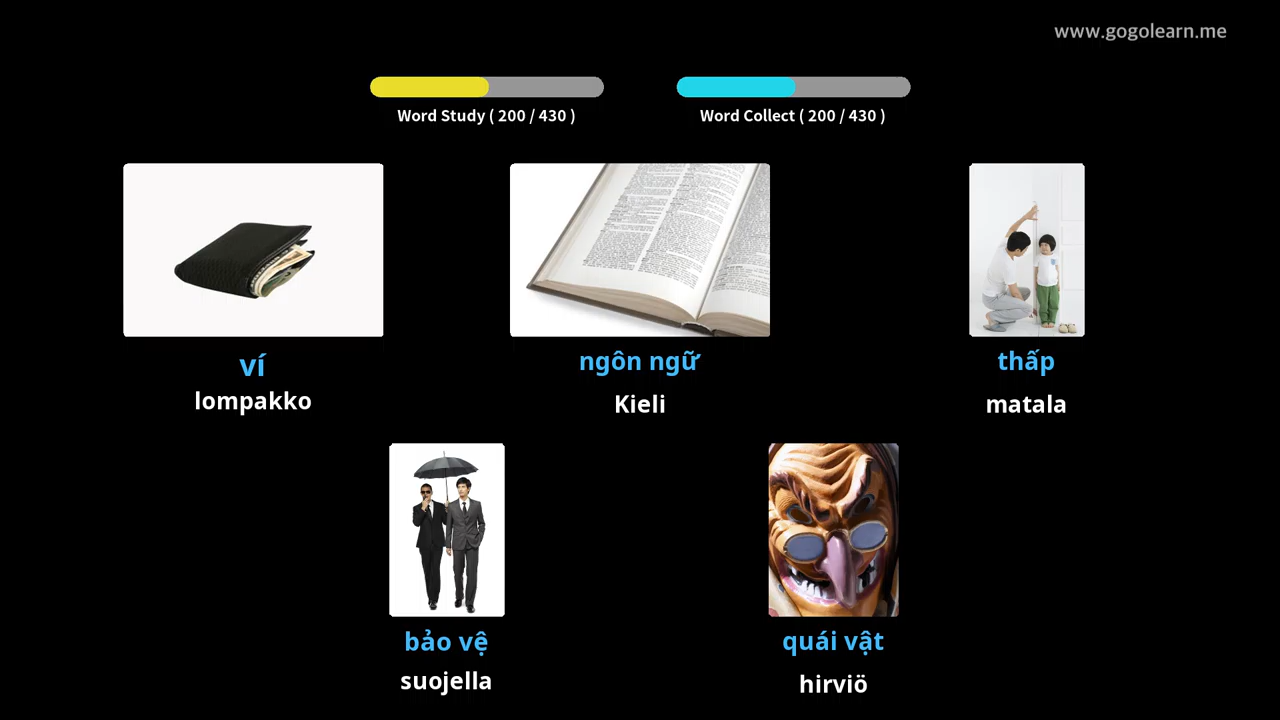 www.gogolearn.me
Word Study ( 200 / 430 )
Word Collect ( 200 / 430 )
ví
lompakko
ngôn ngữ
Kieli
thấp
matala
bảo vệ
suojella
quái vật
hirviö